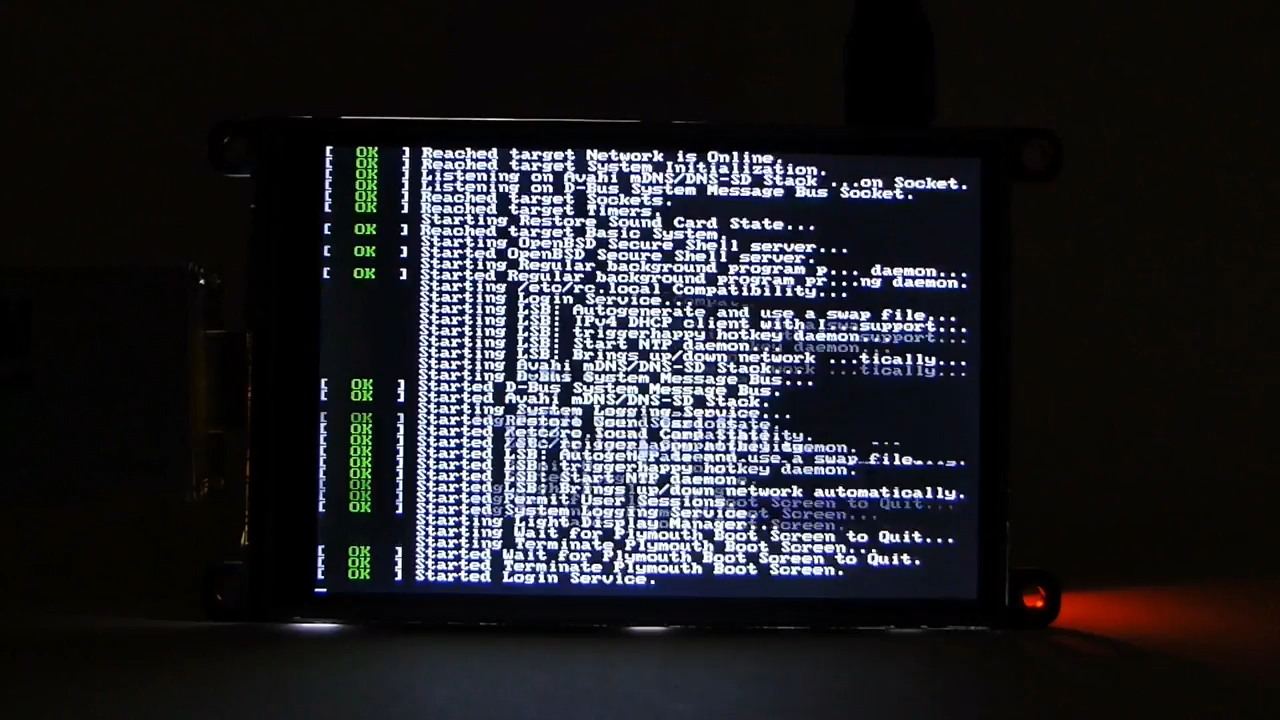 [ OK ] Reached target Network is Online.
[ OK ] Reached target System Initialization.
[ OK ] Listening on Avahi mDNS/DNS-SD Stack ...on Socket.
[ OK ] Listening on D-Bus System Message Bus Socket.
[ OK ] Reached target Sockets.
[ OK ] Reached target Timers.
Starting Restore Sound Card State...
[ OK ] Reached target Basic System.
Starting OpenBSD Secure Shell server...
[ OK ] Started OpenBSD Secure Shell server.
Starting Regular background program p... daemon...
[ OK ] Started Regular background program pr...ng daemon.
Starting /etc/rc.local Compatibility...
Starting Login Service...
Starting LSB: Autogenerate and use a swap file...
Starting LSB: IPv4 DHCP client with support...
Starting LSB: triggerhappy hotkey daemon...
Starting LSB: Start NTP daemon...
Starting LSB: Brings up/down network ...tically...
Starting Avahi mDNS/DNS-SD Stack...
Starting D-Bus System Message Bus...
[ OK ] Started D-Bus System Message Bus.
[ OK ] Started Avahi mDNS/DNS-SD Stack.
Starting System Logging Service...
[ OK ] Started Restore Sound Card State.
[ OK ] Started /etc/rc.local Compatibility.
[ OK ] Started LSB: Autogenerate and use a swap file.
[ OK ] Started LSB: triggerhappy hotkey daemon.
[ OK ] Started LSB: Start NTP daemon.
[ OK ] Started LSB: Brings up/down network automatically.
[ OK ] Started Permit User Sessions.
[ OK ] Started System Logging Service.
Starting Light Display Manager...
Starting Wait for Plymouth Boot Screen to Quit...
Starting Terminate Plymouth Boot Screen...
[ OK ] Started Wait for Plymouth Boot Screen to Quit.
[ OK ] Started Terminate Plymouth Boot Screen.
[ OK ] Started Login Service.